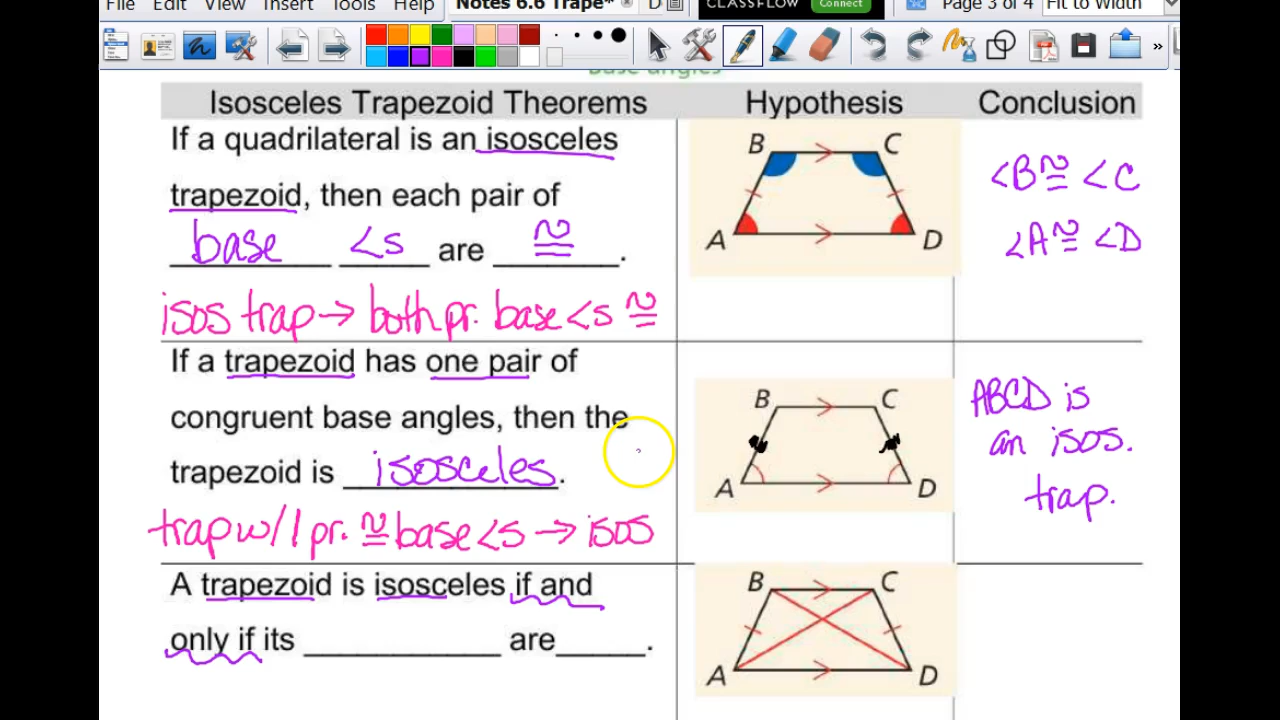 File Edit View Insert Tools Help Notes 6.6 Trape* D CLASSFLOW Connect Page 3 of 4 Fit to Width
Base angles
Isosceles Trapezoid Theorems Hypothesis Conclusion
If a quadrilateral is an isosceles
trapezoid, then each pair of
base <s are ≅.
isos trap → both pr. base <s ≅
B C
A D
<B ≅ <C
<A ≅ <D
If a trapezoid has one pair of
congruent base angles, then the
trapezoid is isosceles.
trap w/ 1 pr. ≅ base <s → isos
B C
A D
ABCD is
an isos.
trap.
A trapezoid is isosceles if and
only if its ____________ are______.
B C
A D